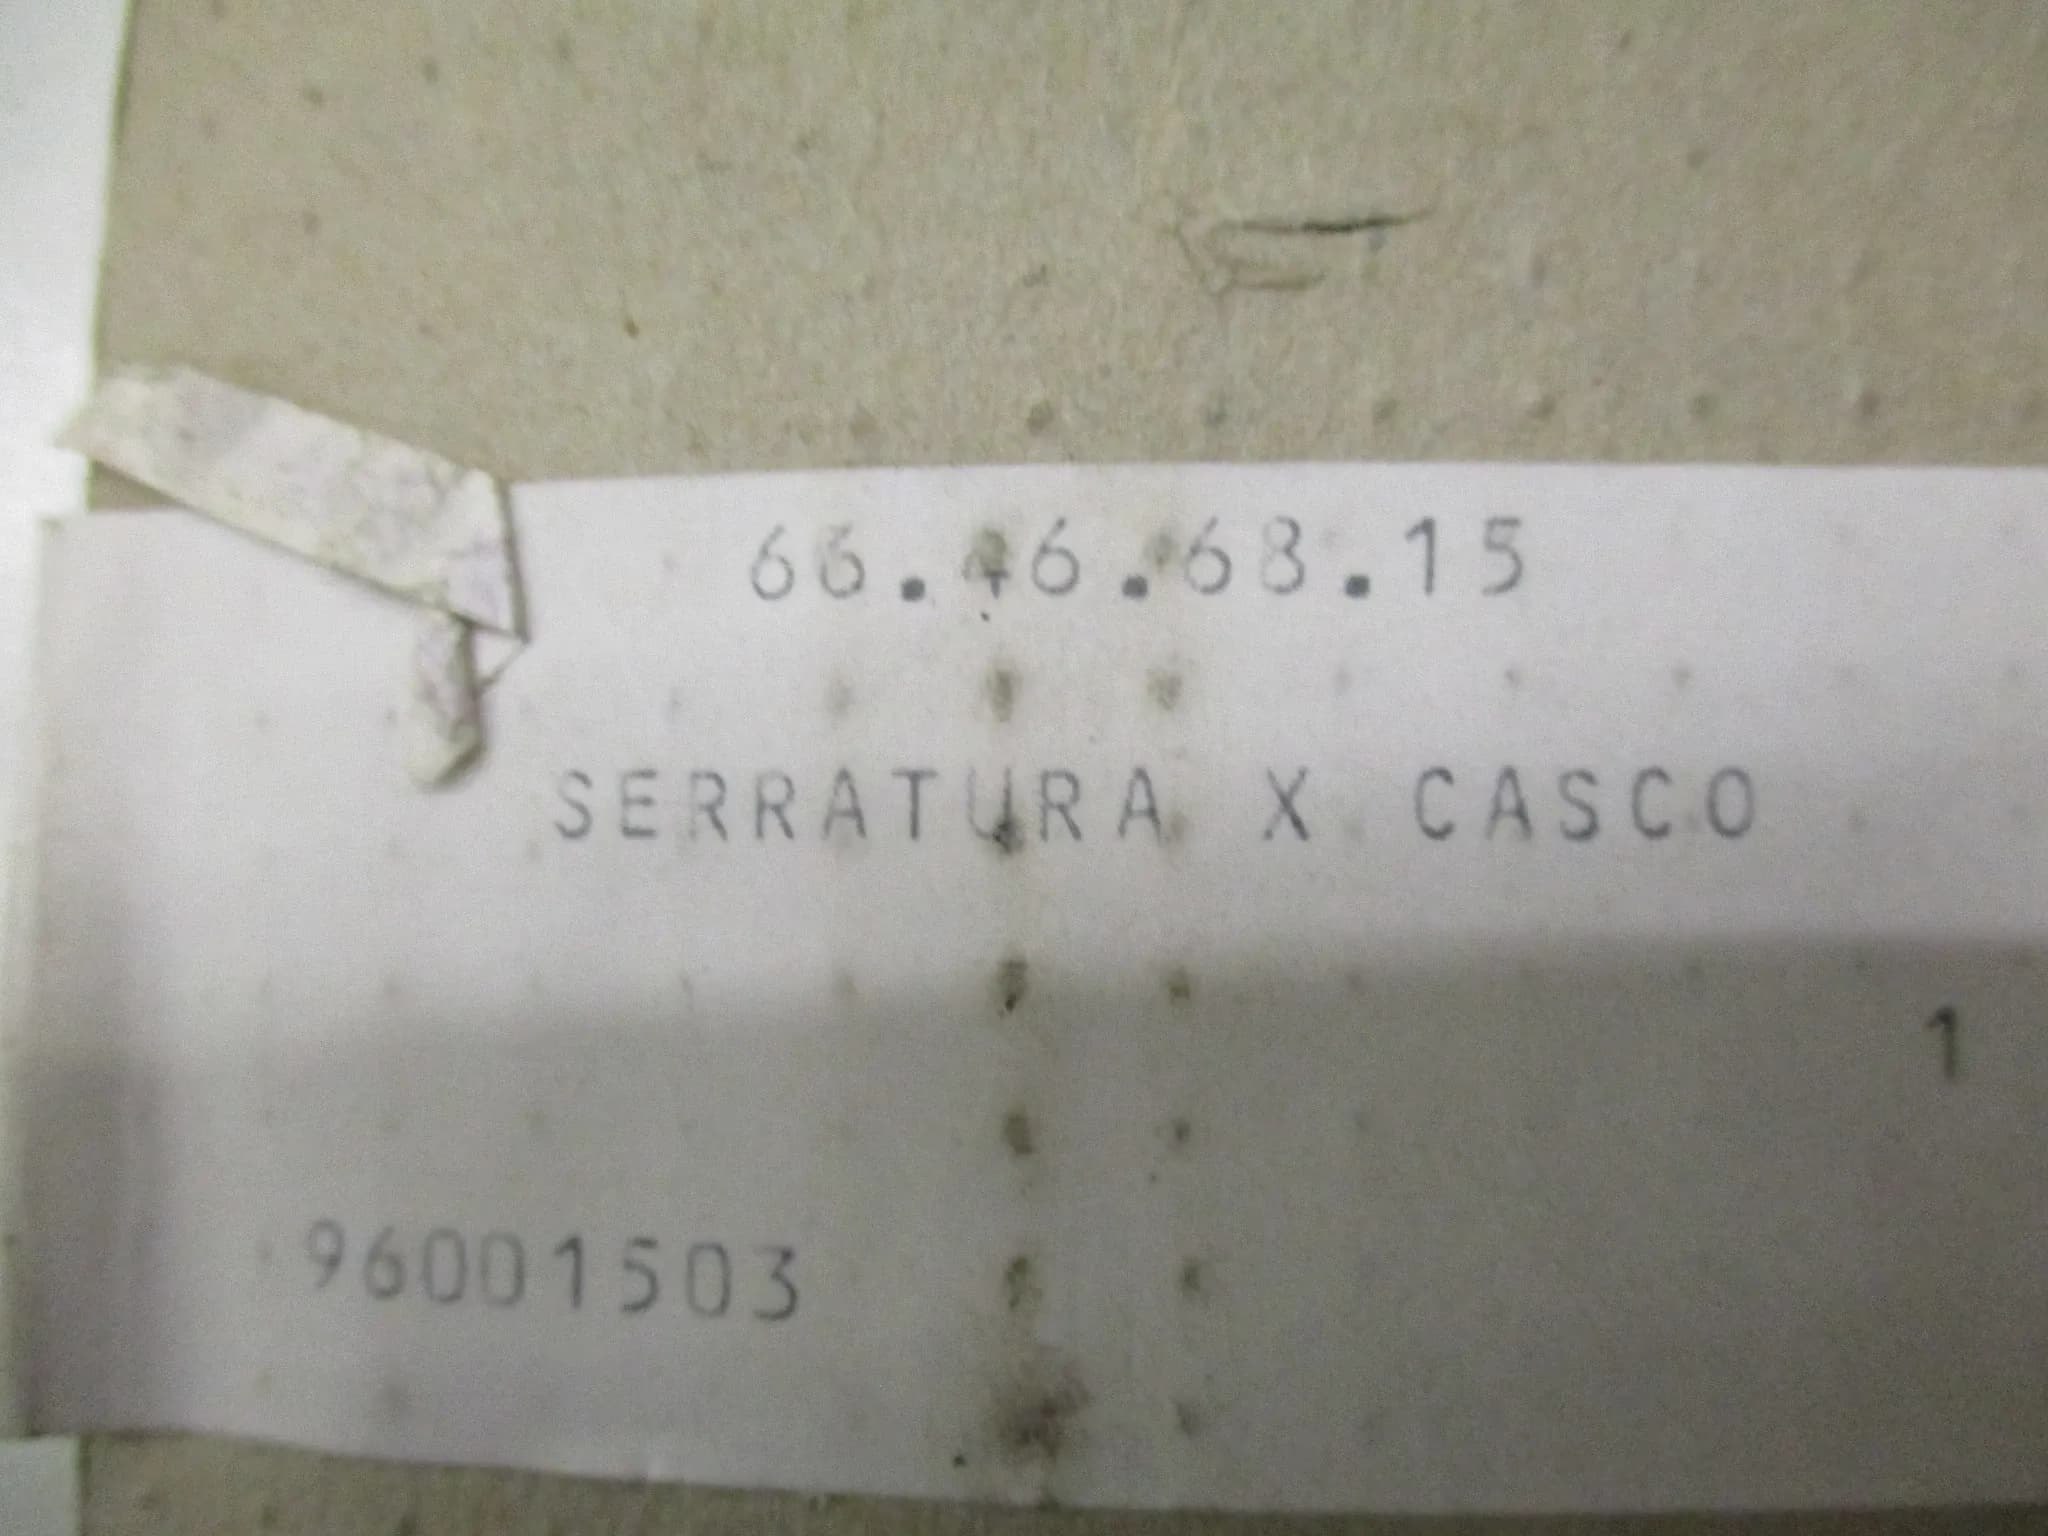 66.46.68.15
SERRATURA X CASCO
1
96001503